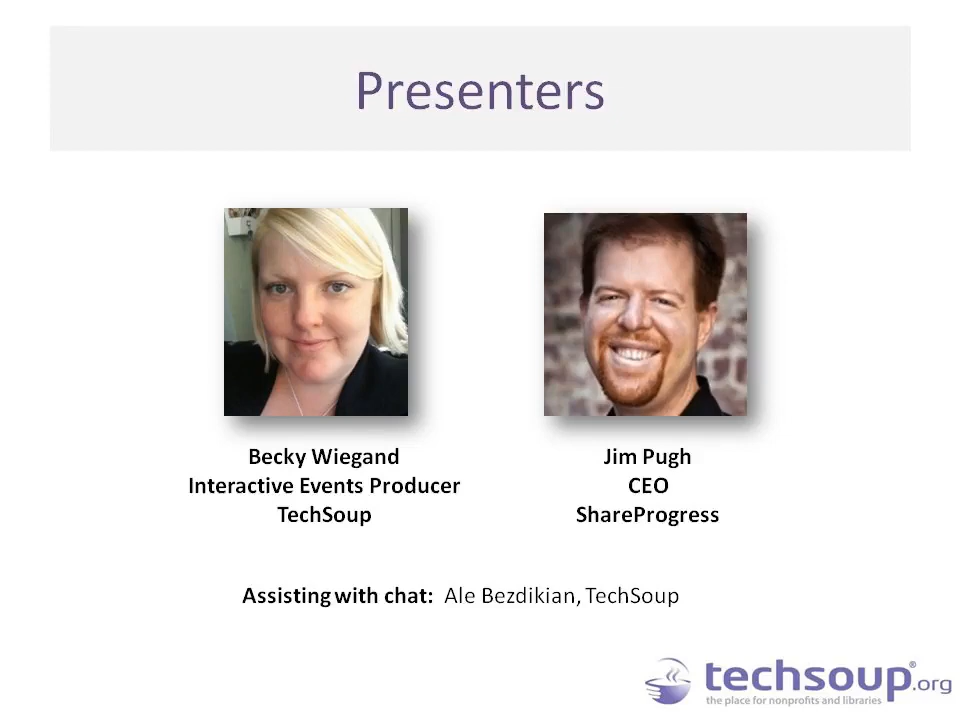 Presenters
Becky Wiegand
Interactive Events Producer
TechSoup
Jim Pugh
CEO
ShareProgress
Assisting with chat: Ale Bezdikian, TechSoup
techsoup®.org
the place for nonprofits and libraries